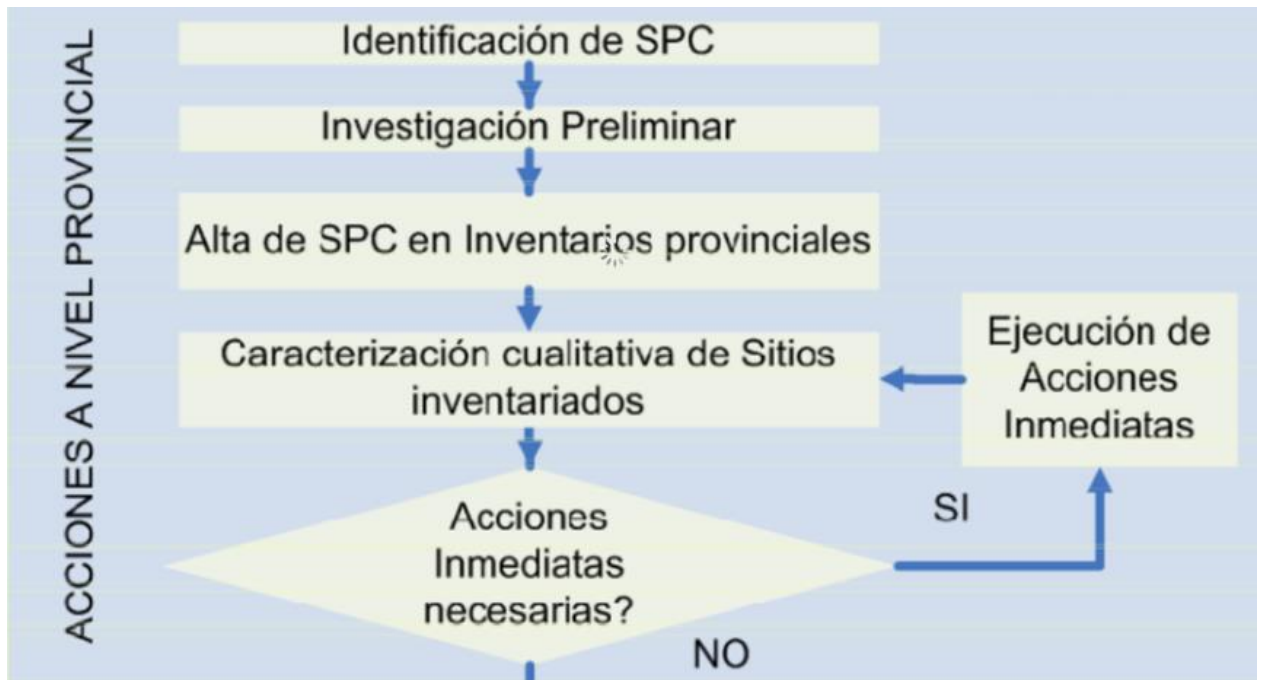 ACCIONES A NIVEL PROVINCIAL
Identificación de SPC
Investigación Preliminar
Alta de SPC en Inventarios provinciales
Caracterización cualitativa de Sitios
inventariados
Ejecución de
Acciones
Inmediatas
Acciones
Inmediatas
necesarias?
SI
NO